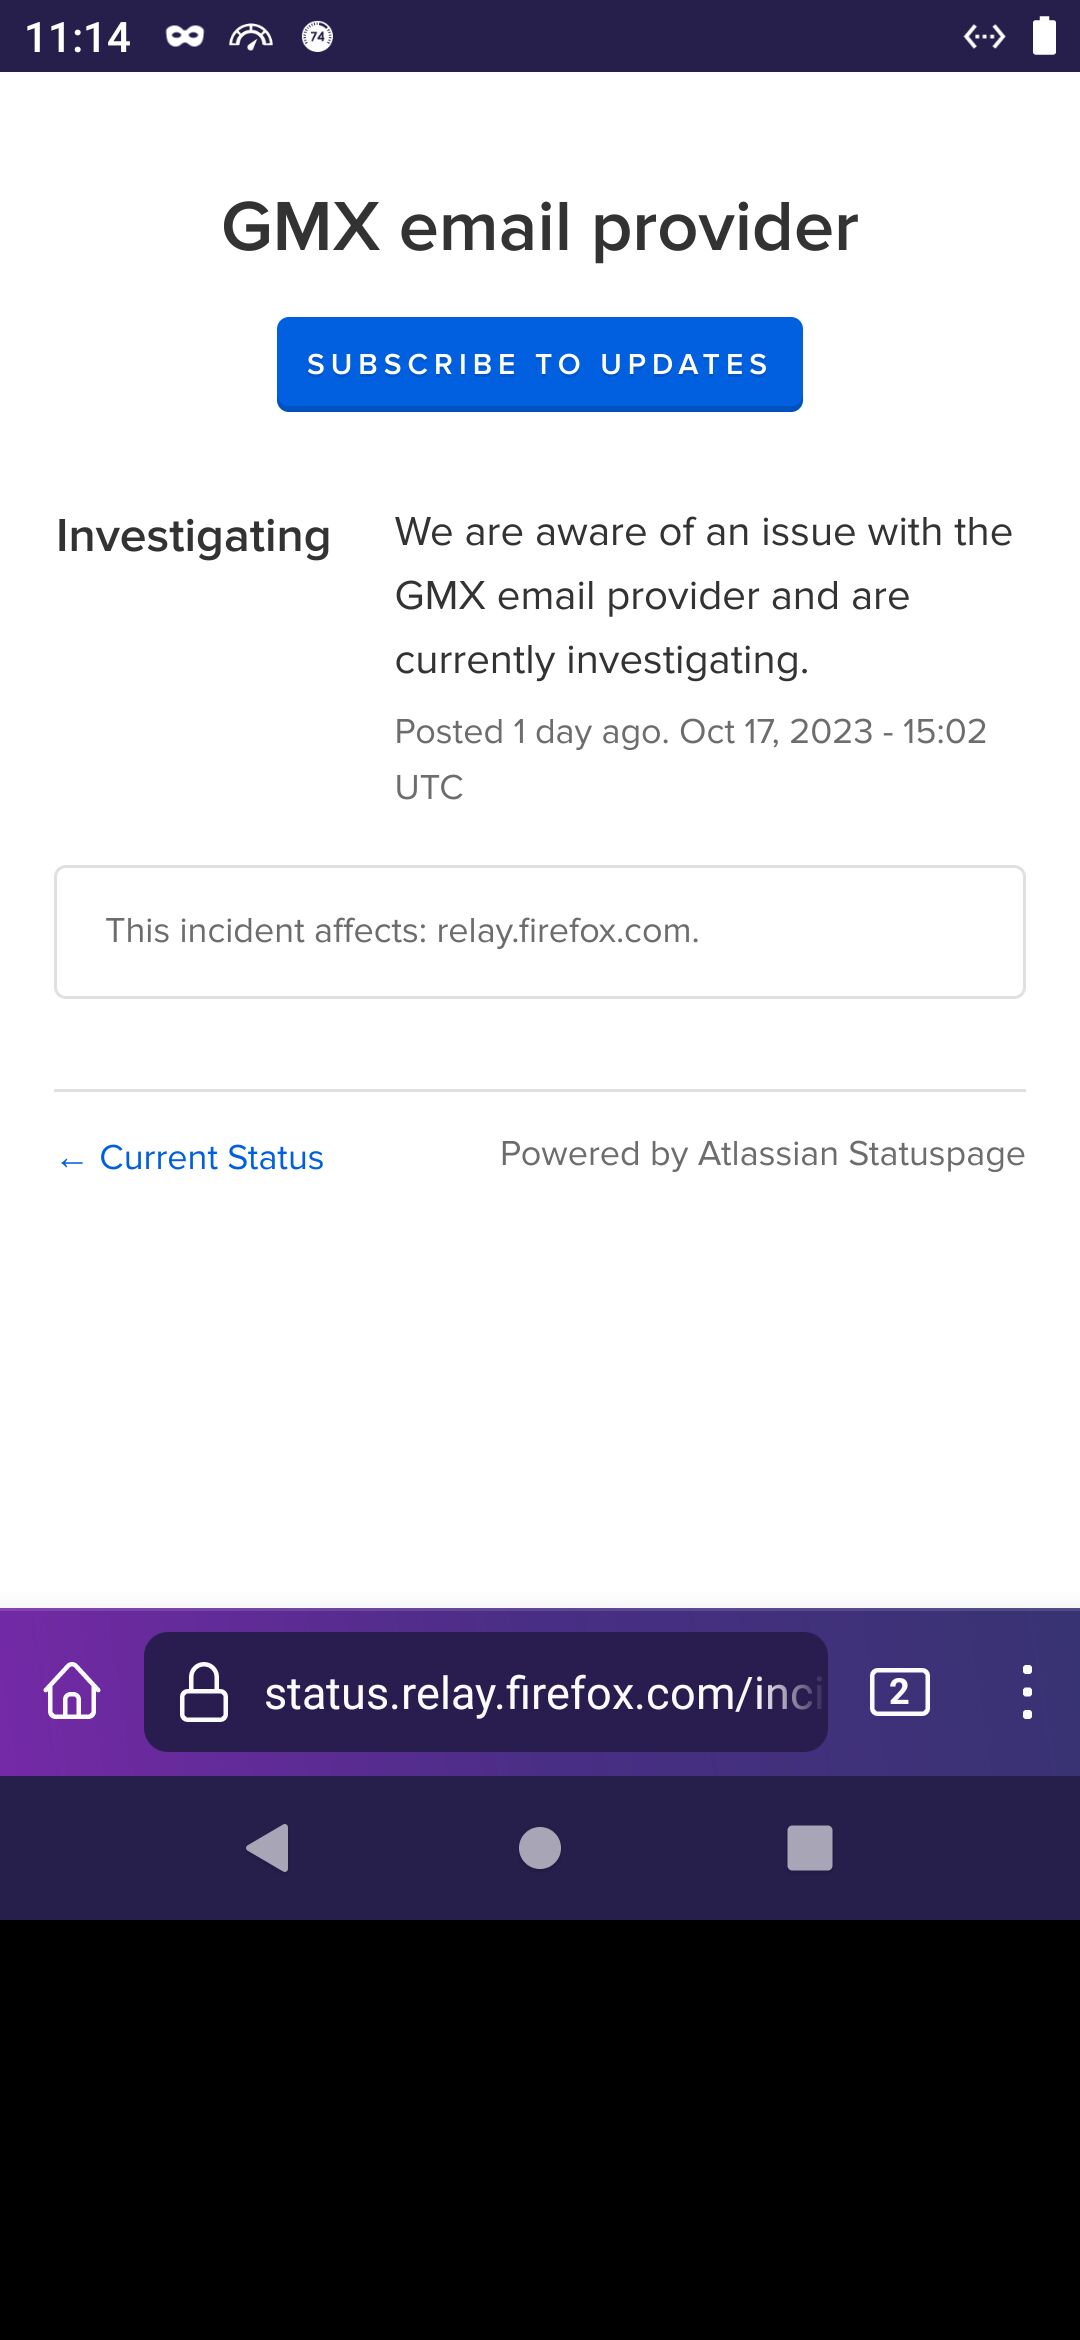 11:14
74
GMX email provider
SUBSCRIBE TO UPDATES
Investigating
We are aware of an issue with the
GMX email provider and are
currently investigating.
Posted 1 day ago. Oct 17, 2023 - 15:02
UTC
This incident affects: relay.firefox.com.
← Current Status
Powered by Atlassian Statuspage
status.relay.firefox.com/inci
2